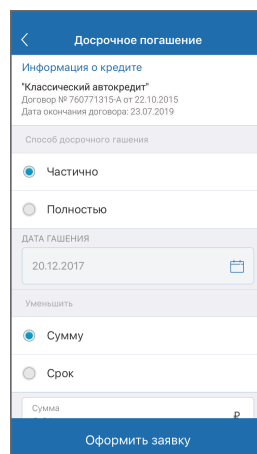 Досрочное погашение
Информация о кредите
"Классический автокредит"
Договор № 760771315-А от 22.10.2015
Дата окончания договора: 23.07.2019
Способ досрочного гашения
Частично
Полностью
ДАТА ГАШЕНИЯ
20.12.2017
Уменьшить
Сумму
Срок
Сумма
₽
Оформить заявку